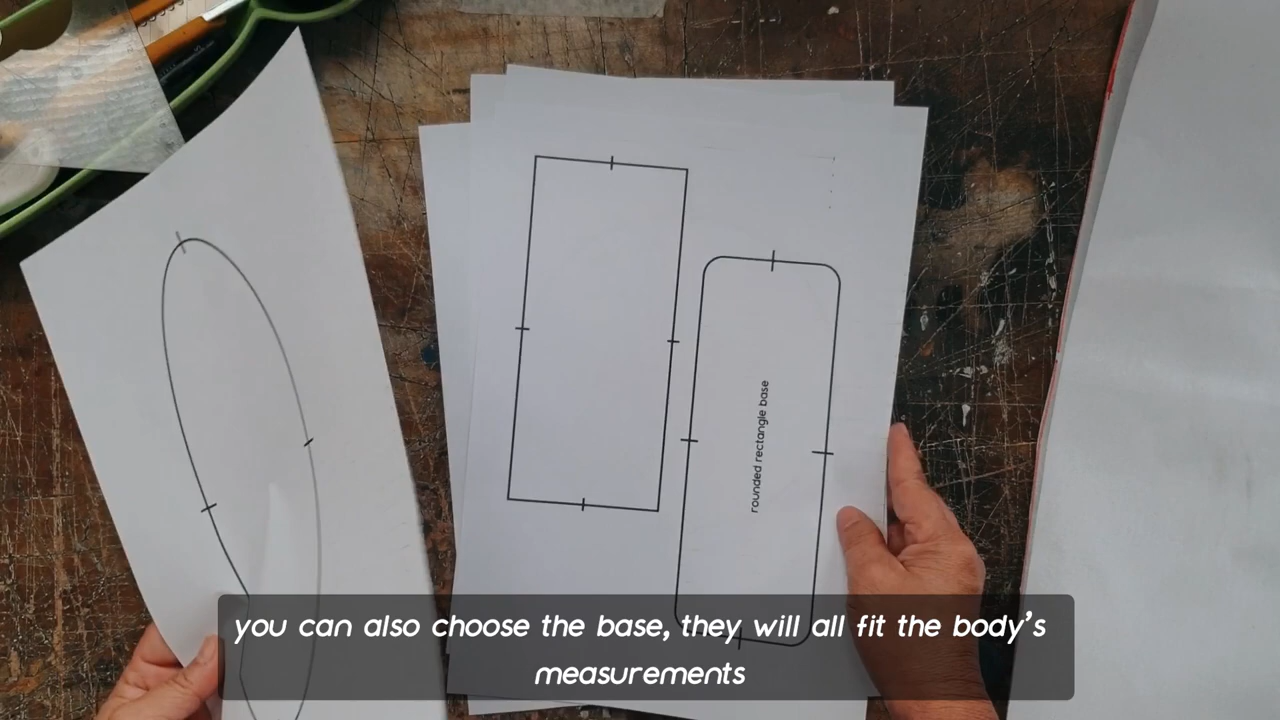 rounded rectangle base
you can also choose the base, they will all fit the body's
measurements